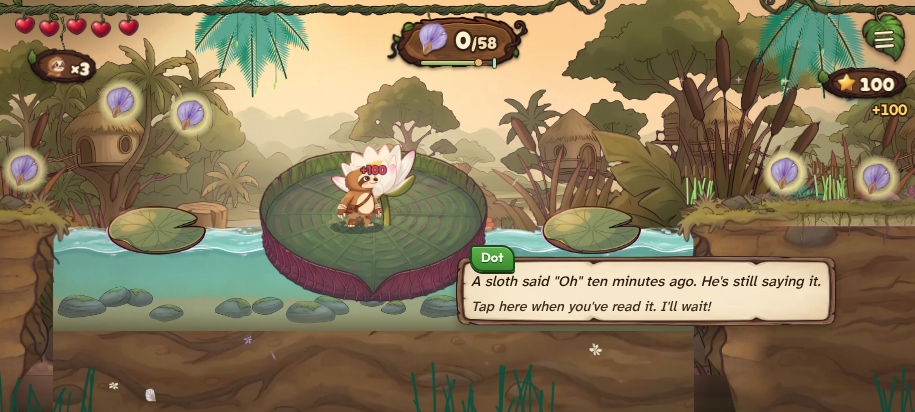 0/58
×3
100
+100
+100
Dot
A sloth said "Oh" ten minutes ago. He's still saying it.
Tap here when you've read it. I'll wait!